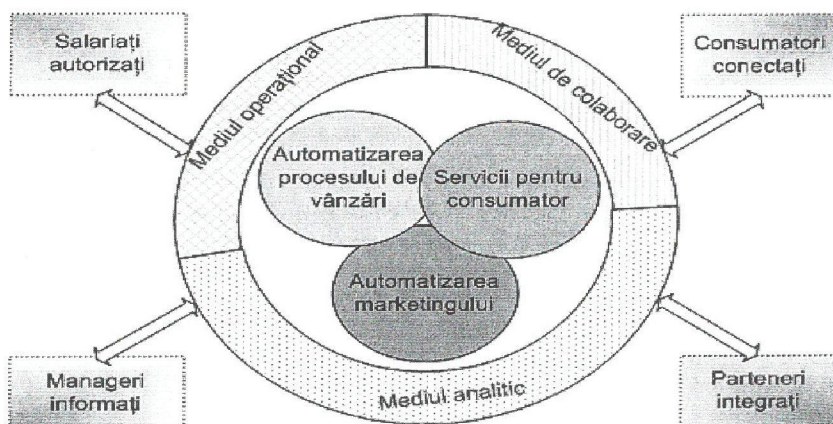 Salariați
autorizați
Consumatori
conectați
Mediul operațional
Mediul de colaborare
Automatizarea
procesului de
vânzări
Servicii pentru
consumator
Automatizarea
marketingului
Mediul analitic
Manageri
informați
Parteneri
integrați